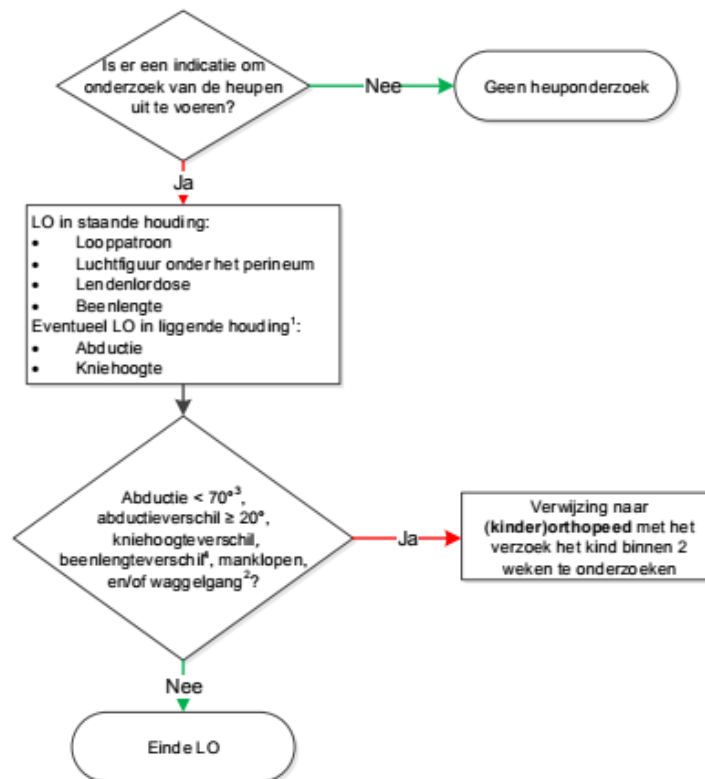 Is er een indicatie om
onderzoek van de heupen
uit te voeren?
Nee
Geen heuponderzoek
Ja
LO in staande houding:
• Looppatroon
• Luchtfiguur onder het perineum
• Lendenlordose
• Beenlengte
Eventueel LO in liggende houding¹:
• Abductie
• Kniehoogte
Abductie < 70°³,
abductieverschil ≥ 20°,
kniehoogteverschil,
beenlengteverschil⁴, manklopen,
en/of waggelgang²?
Ja
Verwijzing naar
(kinder)orthopeed met het
verzoek het kind binnen 2
weken te onderzoeken
Nee
Einde LO